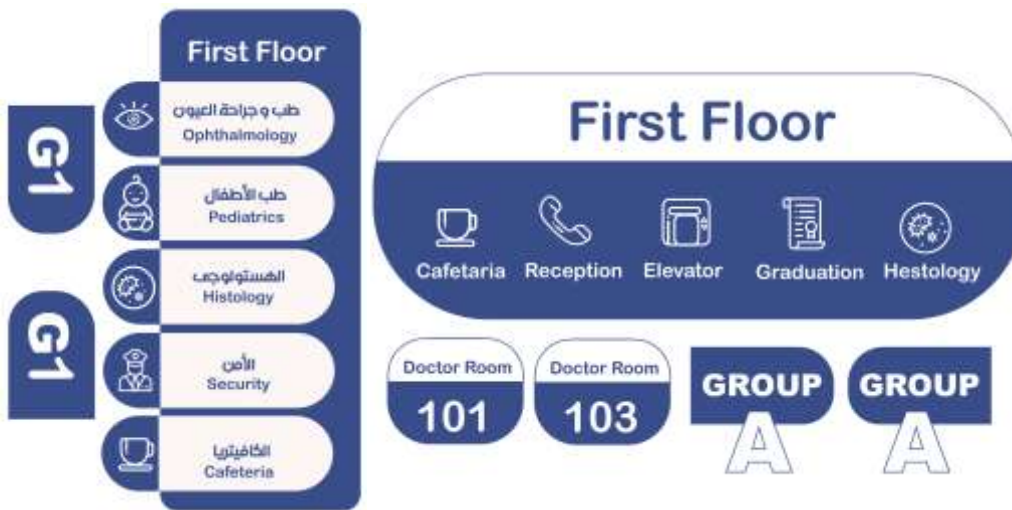 G1
G1
First Floor
طب و جراحة العيون
Ophthalmology
طب الأطفال
Pediatrics
الهستولوجى
Histology
الأمن
Security
الكافيتريا
Cafeteria
First Floor
Cafetaria Reception Elevator Graduation Hestology
Doctor Room
101
Doctor Room
103
GROUP
A
GROUP
A